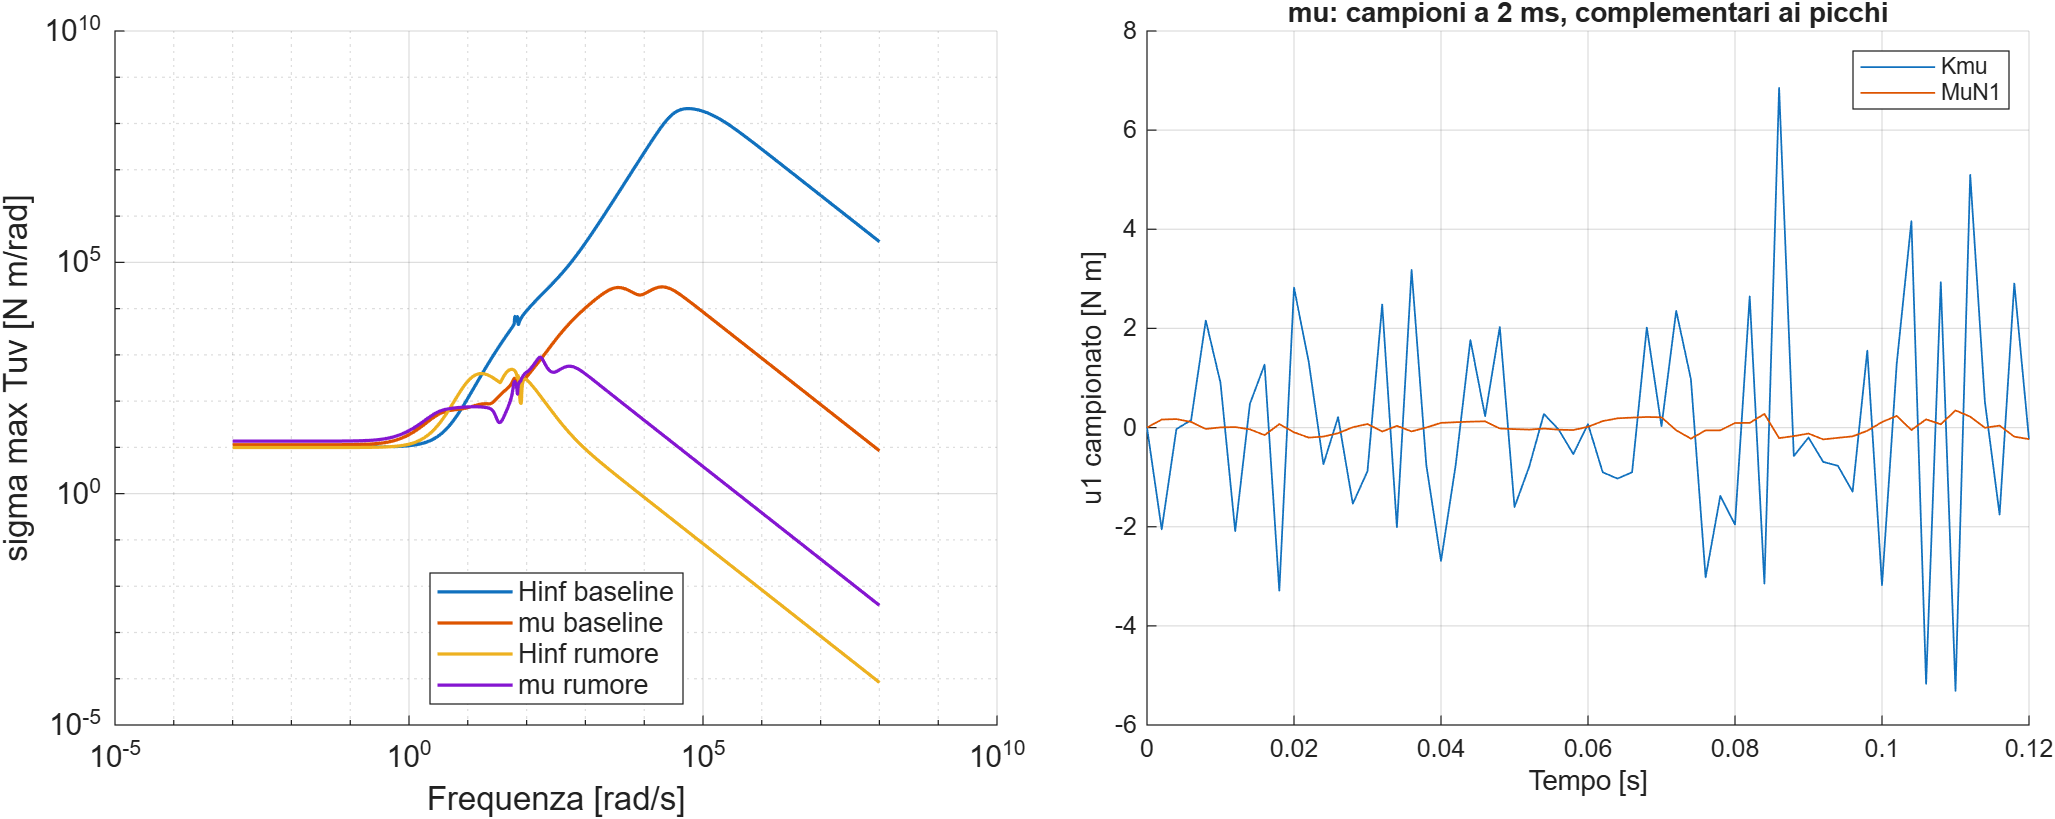 10^10
10^5
10^0
10^-5
sigma max Tuv [N m/rad]
Hinf baseline
mu baseline
Hinf rumore
mu rumore
10^-5
10^0
10^5
10^10
Frequenza [rad/s]
mu: campioni a 2 ms, complementari ai picchi
8
6
4
2
0
-2
-4
-6
u1 campionato [N m]
Kmu
MuN1
0
0.02
0.04
0.06
0.08
0.1
0.12
Tempo [s]